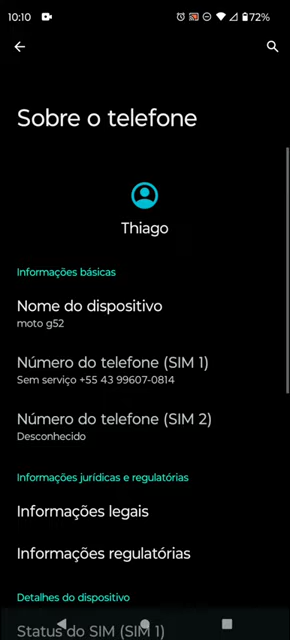 10:10
72%
Sobre o telefone
Thiago
Informações básicas
Nome do dispositivo
moto g52
Número do telefone (SIM 1)
Sem serviço +55 43 99607-0814
Número do telefone (SIM 2)
Desconhecido
Informações jurídicas e regulatórias
Informações legais
Informações regulatórias
Detalhes do dispositivo
Status do SIM (SIM 1)